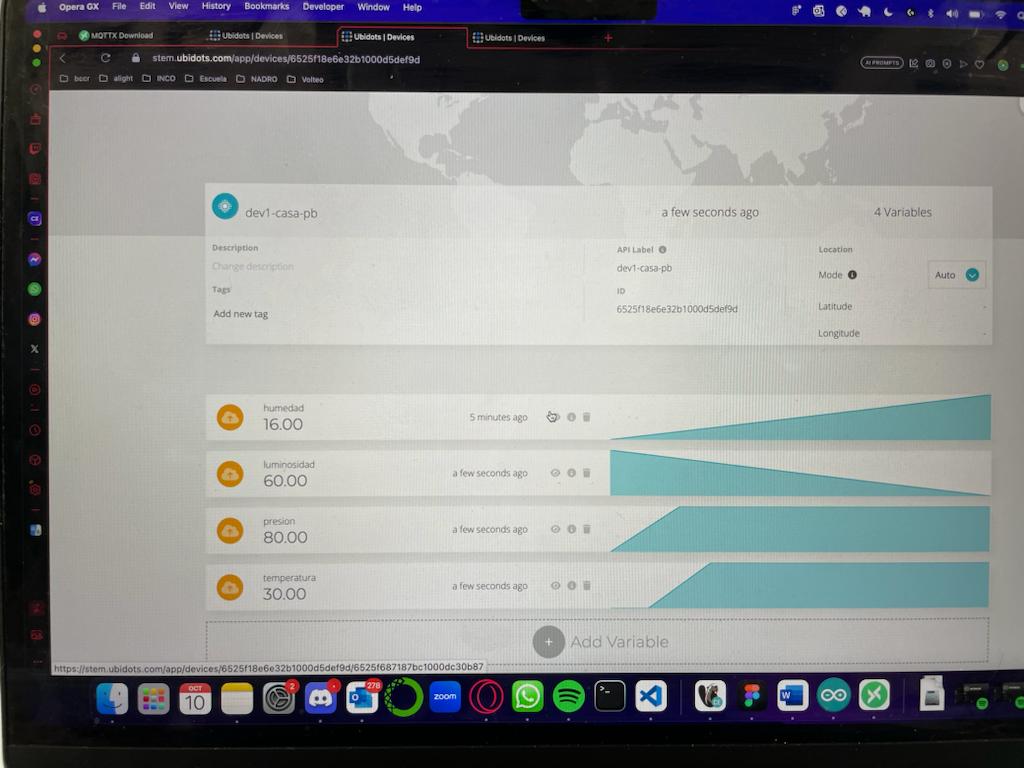 Opera GX File Edit View History Bookmarks Developer Window Help
MQTTX Download Ubidots | Devices Ubidots | Devices Ubidots | Devices
stem.ubidots.com/app/devices/6525f18e6e32b1000d5def9d AI PROMPTS
bccr alight INCO Escuela NADRO Volteo
dev1-casa-pb a few seconds ago 4 Variables
Description API Label Location
Change description dev1-casa-pb Mode Auto
Tags ID Latitude -
Add new tag 6525f18e6e32b1000d5def9d Longitude -
humedad
16.00 5 minutes ago
luminosidad
60.00 a few seconds ago
presion
80.00 a few seconds ago
temperatura
30.00 a few seconds ago
+ Add Variable
https://stem.ubidots.com/app/devices/6525f18e6e32b1000d5def9d/6525f687187bc1000dc30b87
OCT
10
2
278
zoom